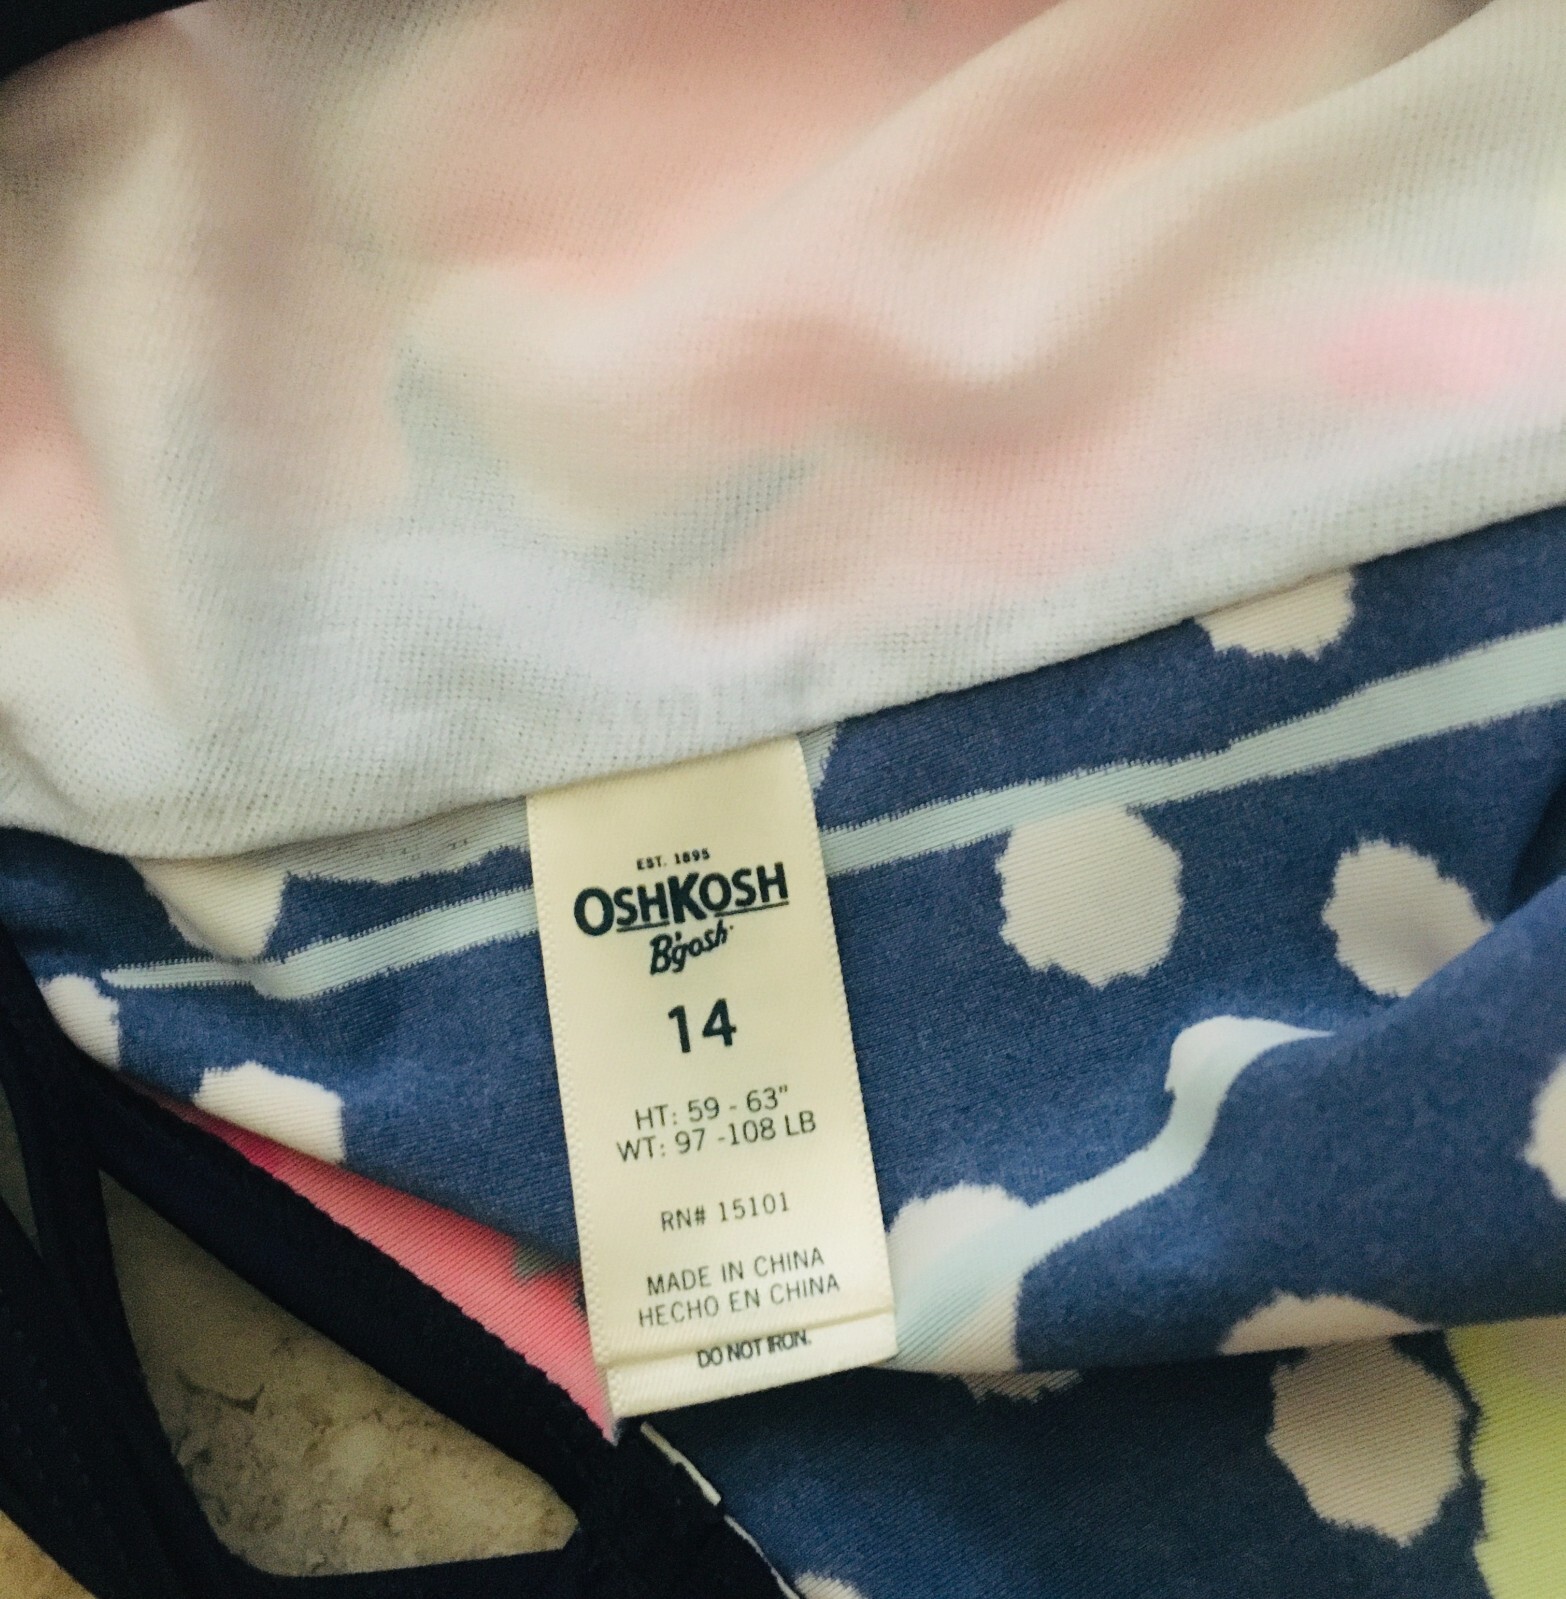 EST. 1895
OSHKOSH
B'gosh
14
HT: 59 - 63"
WT: 97 -108 LB
RN# 15101
MADE IN CHINA
HECHO EN CHINA
DO NOT IRON.